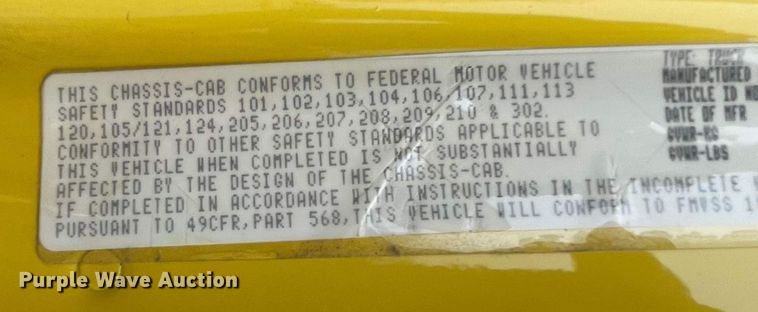 THIS CHASSIS-CAB CONFORMS TO FEDERAL MOTOR VEHICLE
SAFETY STANDARDS 101,102,103,104,106,107,111,113
120,105/121,124,205,206,207,208,209,210 & 302.
CONFORMITY TO OTHER SAFETY STANDARDS APPLICABLE TO
THIS VEHICLE WHEN COMPLETED IS NOT SUBSTANTIALLY
AFFECTED BY THE DESIGN OF THE CHASSIS-CAB.
IF COMPLETED IN ACCORDANCE WITH INSTRUCTIONS IN THE INCOMPLETE
PURSUANT TO 49CFR,PART 568,THIS VEHICLE WILL CONFORM TO FMVSS
TYPE: TRUCK
MANUFACTURED
VEHICLE ID NO
DATE OF MFR
GVWR-KG
GVWR-LBS
Purple Wave Auction